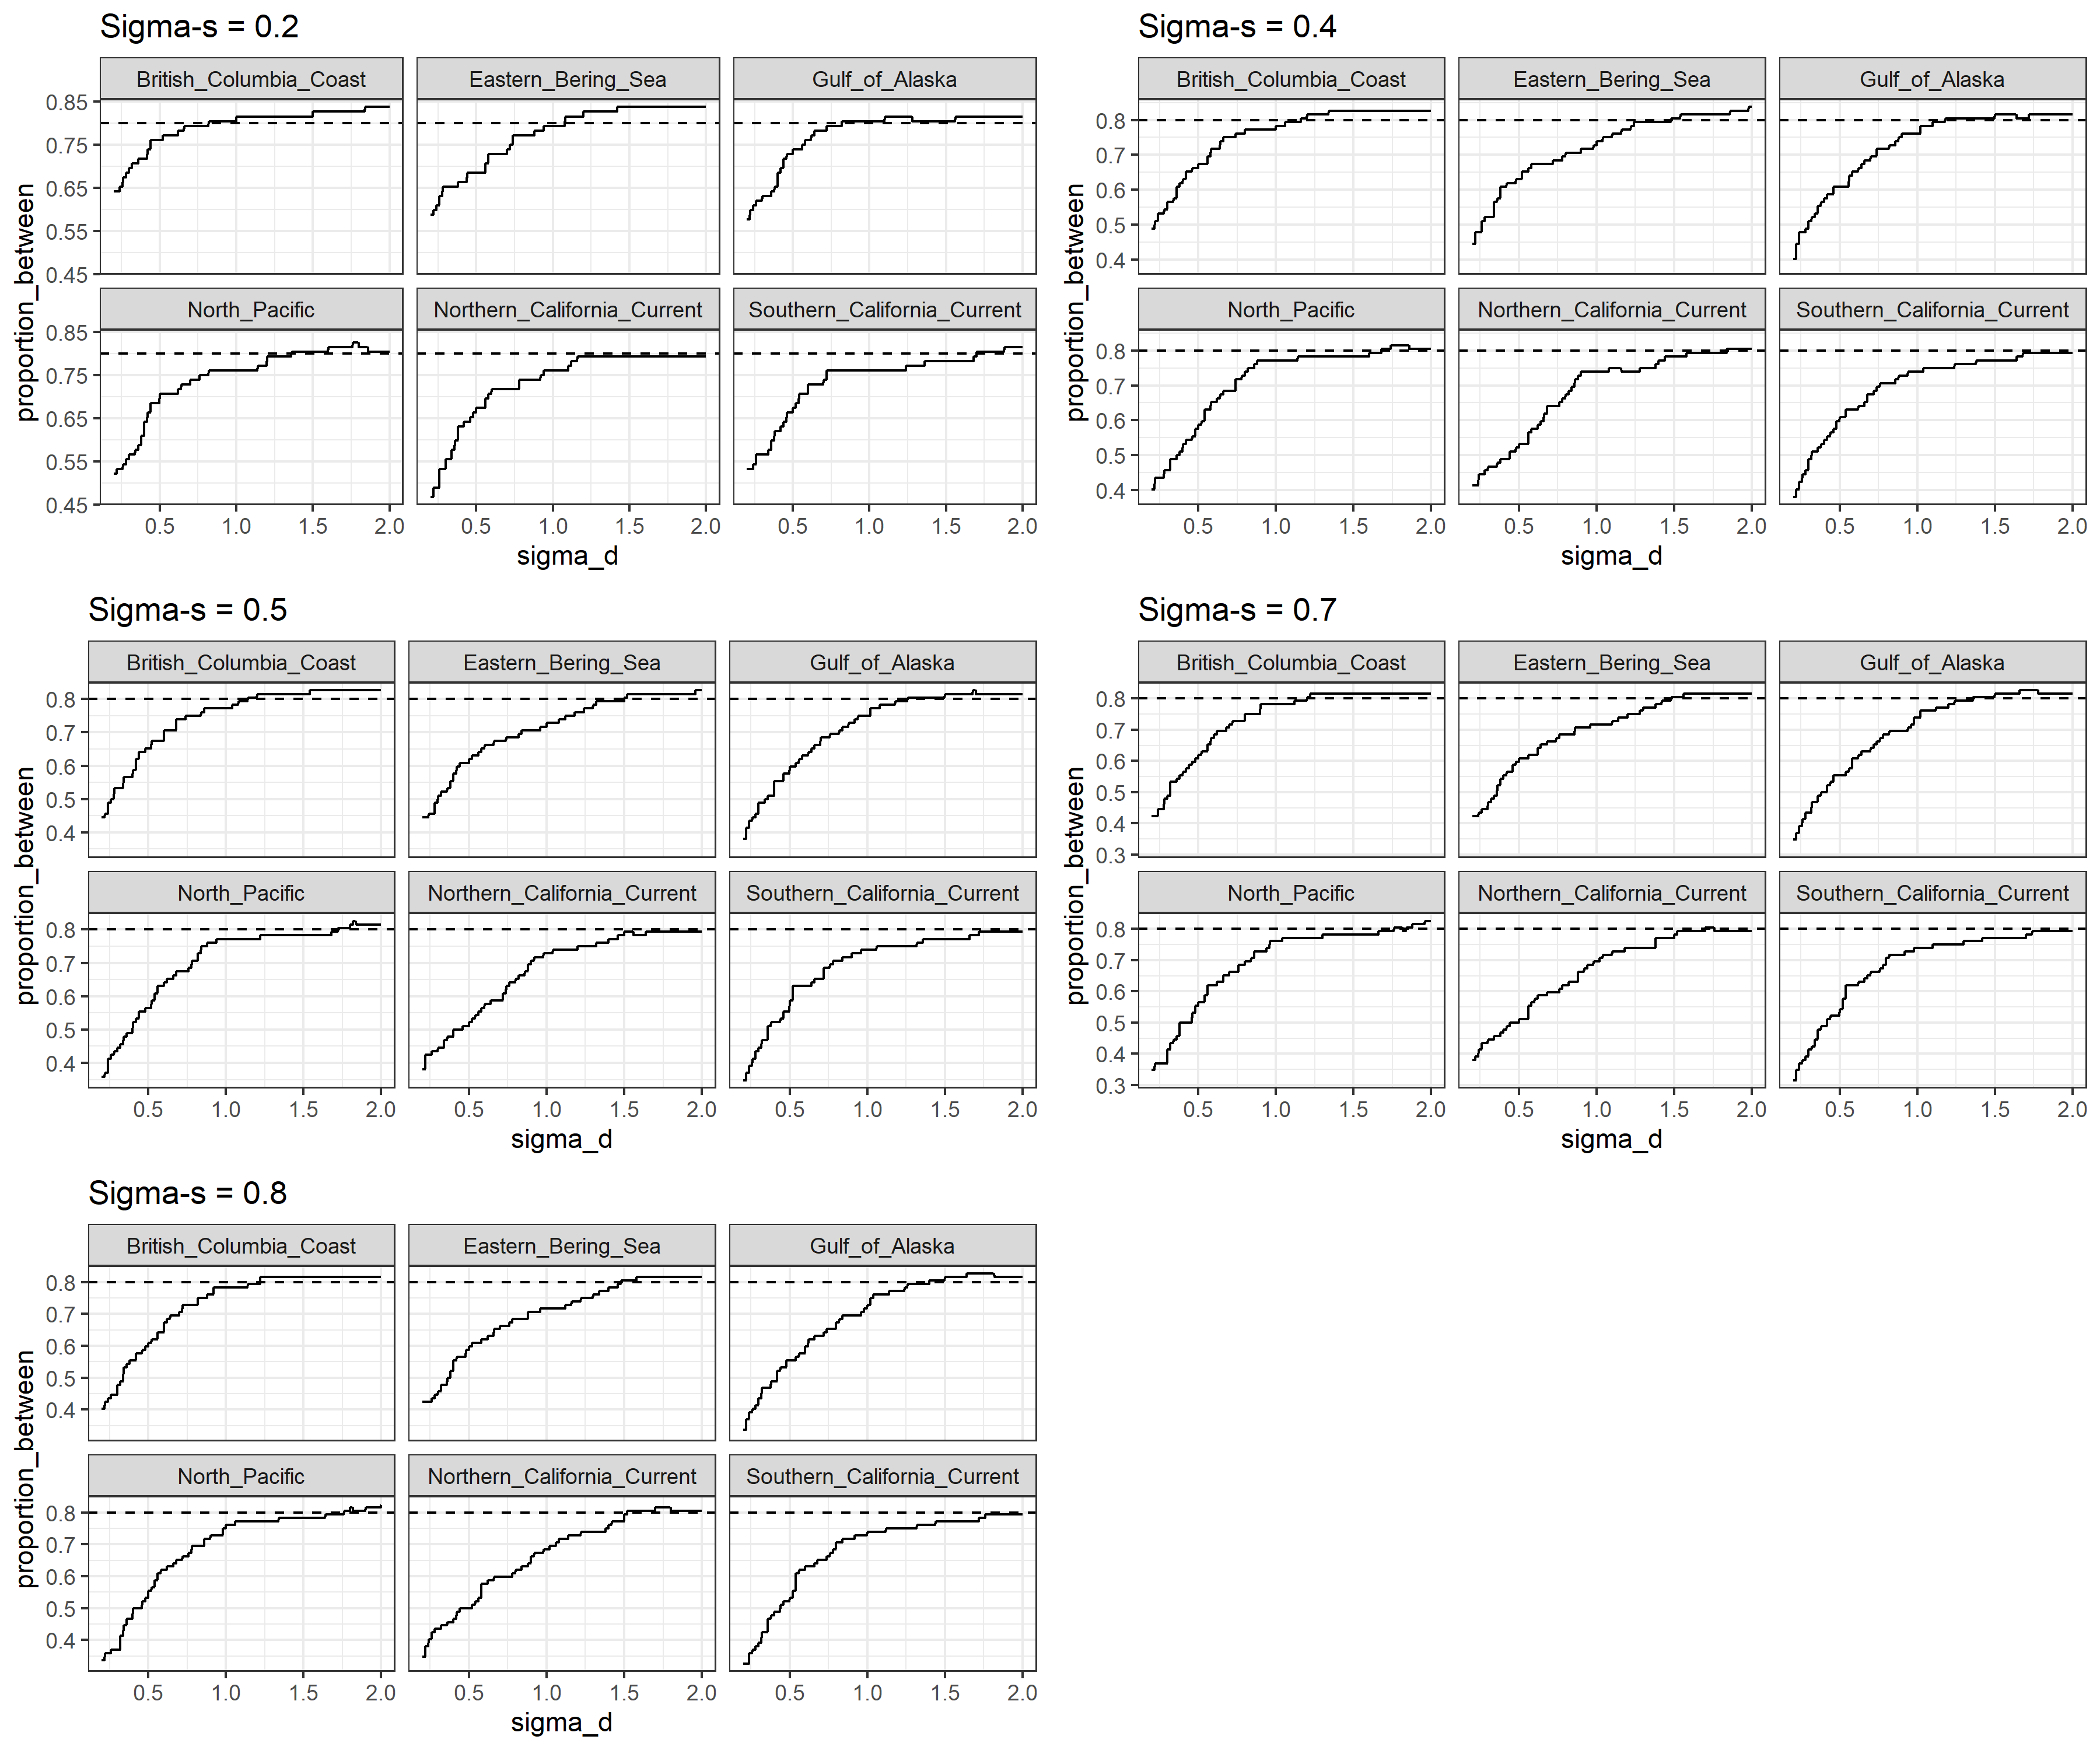 Sigma-s = 0.2
British_Columbia_Coast Eastern_Bering_Sea Gulf_of_Alaska
0.85
0.75
0.65
0.55
0.45
North_Pacific Northern_California_Current Southern_California_Current
0.85
0.75
0.65
0.55
0.45
proportion_between
0.5 1.0 1.5 2.0 0.5 1.0 1.5 2.0 0.5 1.0 1.5 2.0
sigma_d
Sigma-s = 0.4
British_Columbia_Coast Eastern_Bering_Sea Gulf_of_Alaska
0.8
0.7
0.6
0.5
0.4
North_Pacific Northern_California_Current Southern_California_Current
0.8
0.7
0.6
0.5
0.4
proportion_between
0.5 1.0 1.5 2.0 0.5 1.0 1.5 2.0 0.5 1.0 1.5 2.0
sigma_d
Sigma-s = 0.5
British_Columbia_Coast Eastern_Bering_Sea Gulf_of_Alaska
0.8
0.7
0.6
0.5
0.4
North_Pacific Northern_California_Current Southern_California_Current
0.8
0.7
0.6
0.5
0.4
proportion_between
0.5 1.0 1.5 2.0 0.5 1.0 1.5 2.0 0.5 1.0 1.5 2.0
sigma_d
Sigma-s = 0.7
British_Columbia_Coast Eastern_Bering_Sea Gulf_of_Alaska
0.8
0.7
0.6
0.5
0.4
0.3
North_Pacific Northern_California_Current Southern_California_Current
0.8
0.7
0.6
0.5
0.4
0.3
proportion_between
0.5 1.0 1.5 2.0 0.5 1.0 1.5 2.0 0.5 1.0 1.5 2.0
sigma_d
Sigma-s = 0.8
British_Columbia_Coast Eastern_Bering_Sea Gulf_of_Alaska
0.8
0.7
0.6
0.5
0.4
North_Pacific Northern_California_Current Southern_California_Current
0.8
0.7
0.6
0.5
0.4
proportion_between
0.5 1.0 1.5 2.0 0.5 1.0 1.5 2.0 0.5 1.0 1.5 2.0
sigma_d